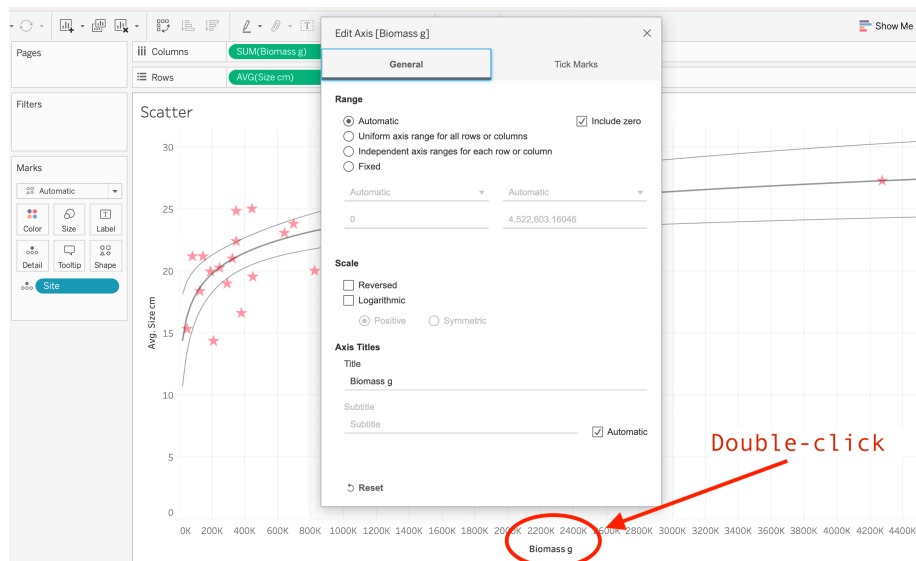 Show Me
Pages
Columns
SUM(Biomass g)
Rows
AVG(Size cm)
Filters
Marks
Automatic
Color
Size
Label
Detail
Tooltip
Shape
Site
Scatter
30
25
20
15
10
5
0
Avg. Size cm
Edit Axis [Biomass g]
General
Tick Marks
Range
Automatic
Include zero
Uniform axis range for all rows or columns
Independent axis ranges for each row or column
Fixed
Automatic
Automatic
0
4,522,603.16046
Scale
Reversed
Logarithmic
Positive
Symmetric
Axis Titles
Title
Biomass g
Subtitle
Subtitle
Automatic
Reset
Double-click
0K 200K 400K 600K 800K 1000K 1200K 1400K 1600K 1800K 2000K 2200K 2400K 2600K 2800K 3000K 3200K 3400K 3600K 3800K 4000K 4200K 4400K
Biomass g